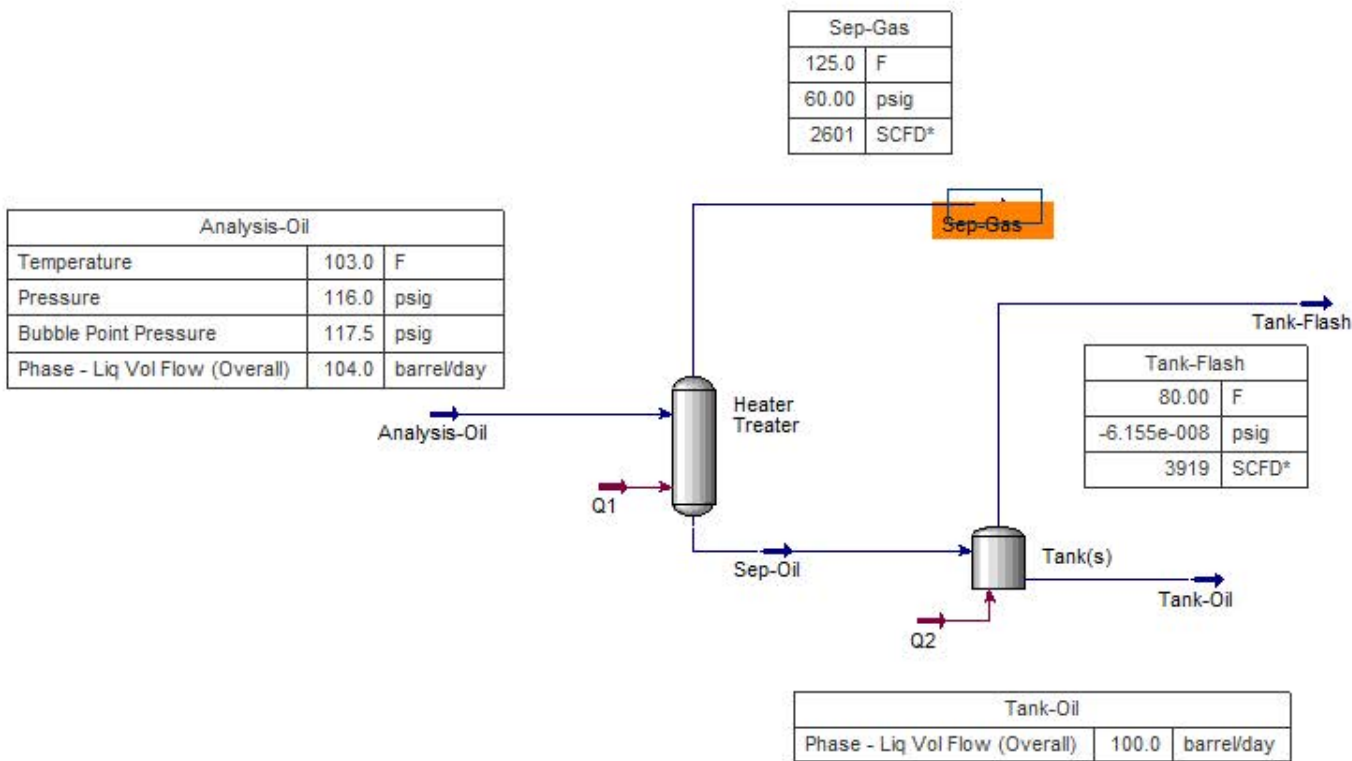 Sep-Gas
125.0 F
60.00 psig
2601 SCFD*
Analysis-Oil
Temperature 103.0 F
Pressure 116.0 psig
Bubble Point Pressure 117.5 psig
Phase - Liq Vol Flow (Overall) 104.0 barrel/day
Sep-Gas
Tank-Flash
Tank-Flash
80.00 F
-6.155e-008 psig
3919 SCFD*
Heater
Treater
Analysis-Oil
Q1
Sep-Oil
Tank(s)
Tank-Oil
Q2
Tank-Oil
Phase - Liq Vol Flow (Overall) 100.0 barrel/day